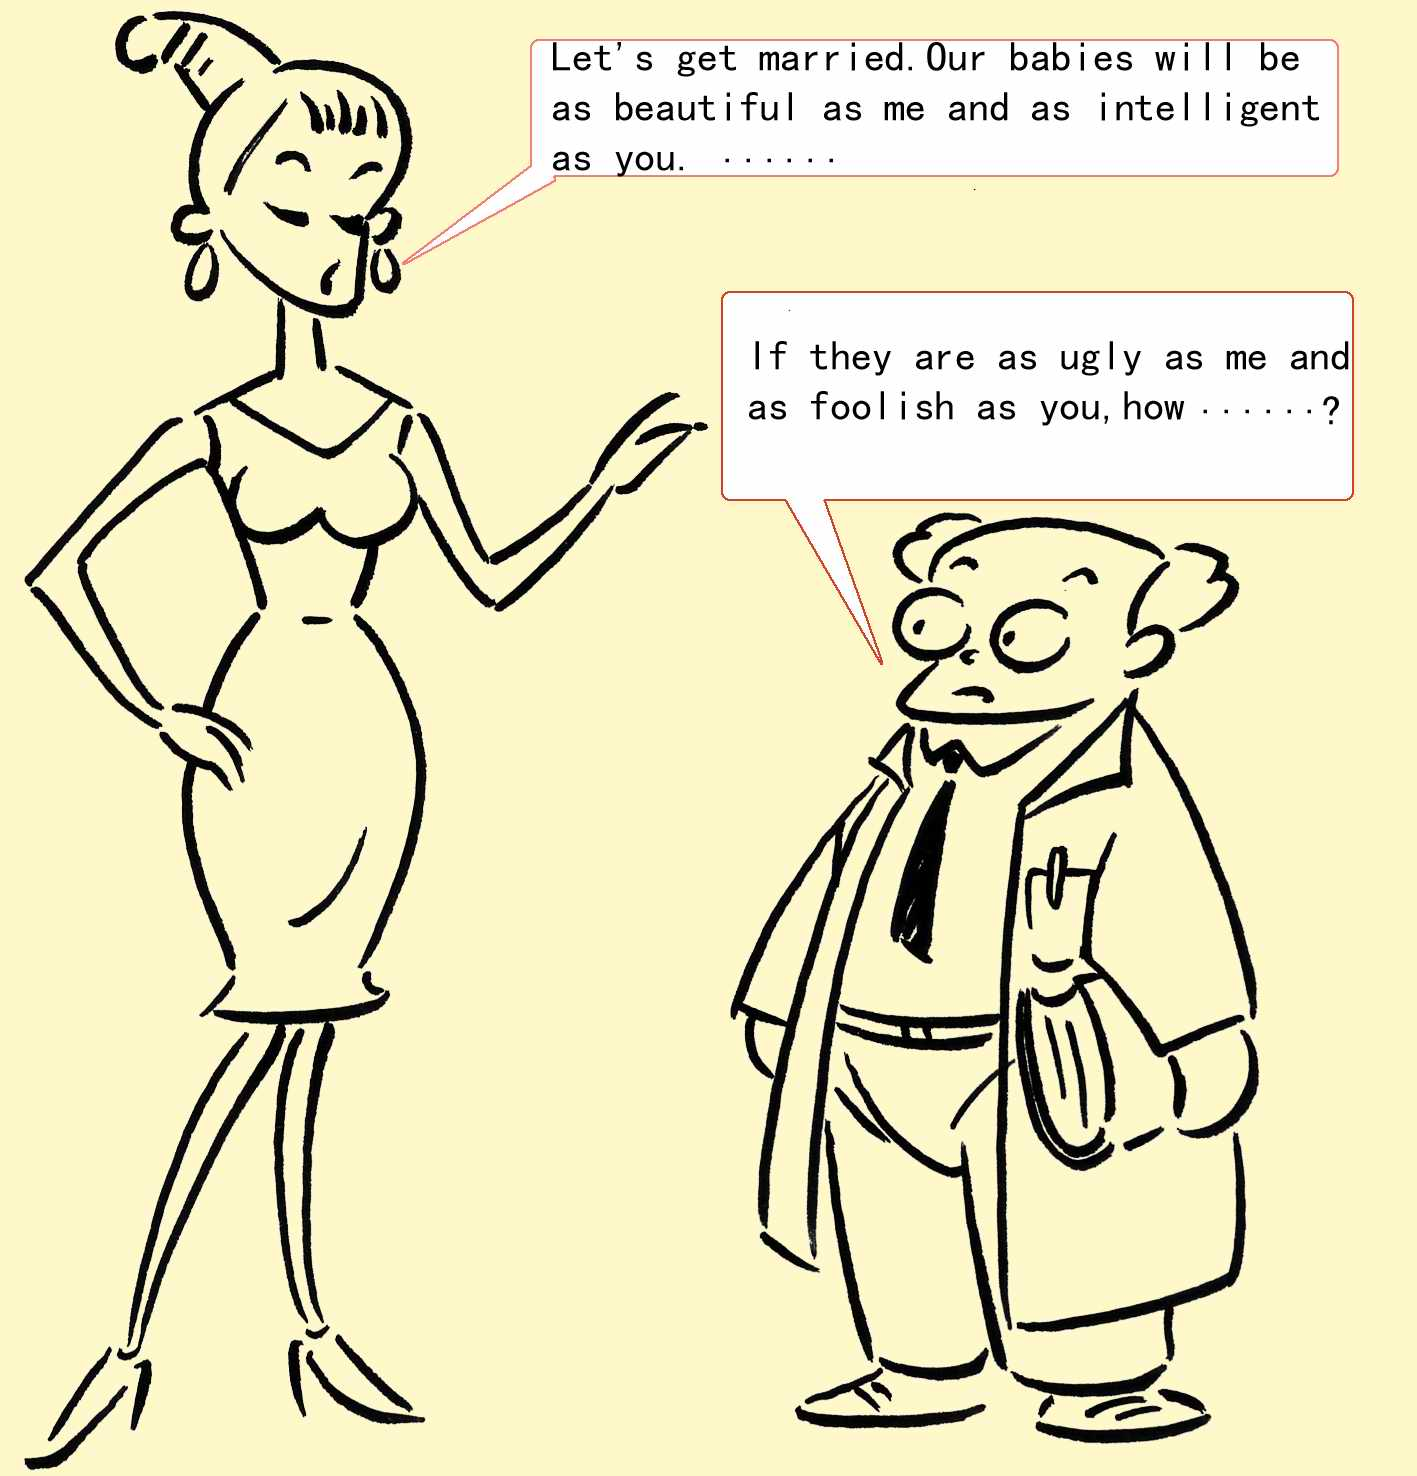 Let's get married.Our babies will be
as beautiful as me and as intelligent
as you. ······
If they are as ugly as me and
as foolish as you,how ······?